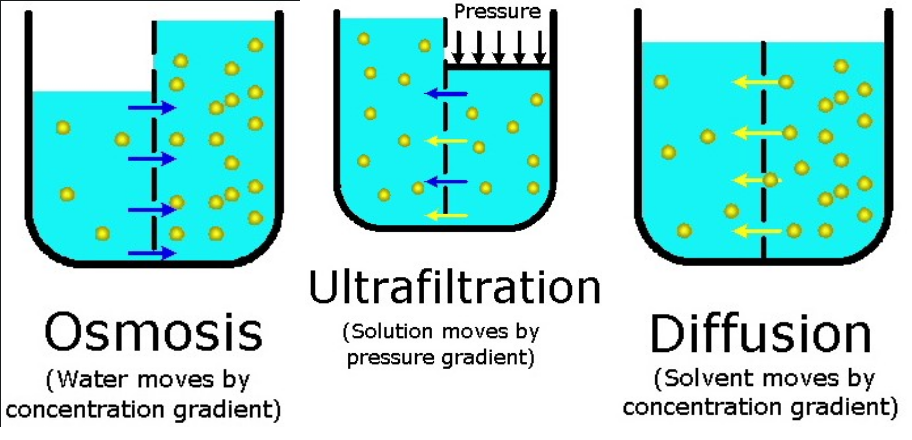 Pressure
Osmosis
(Water moves by
concentration gradient)
Ultrafiltration
(Solution moves by
pressure gradient)
Diffusion
(Solvent moves by
concentration gradient)